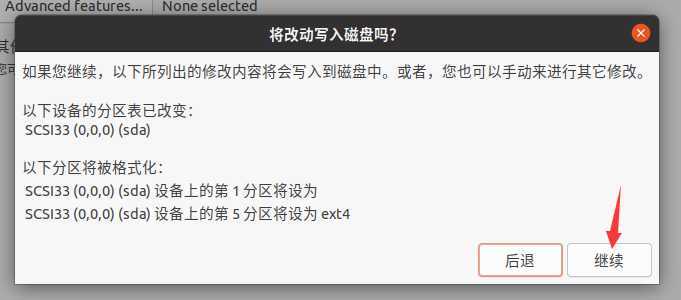 Advanced features... None selected
将改动写入磁盘吗？
如果您继续，以下所列出的修改内容将会写入到磁盘中。或者，您也可以手动来进行其它修改。
以下设备的分区表已改变：
SCSI33 (0,0,0) (sda)
以下分区将被格式化：
SCSI33 (0,0,0) (sda) 设备上的第 1 分区将设为
SCSI33 (0,0,0) (sda) 设备上的第 5 分区将设为 ext4
后退 继续